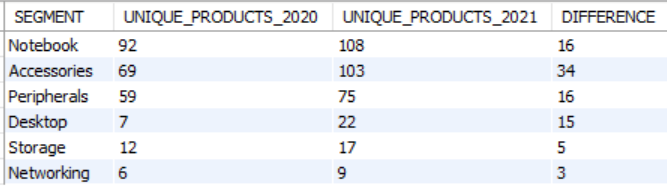 SEGMENT UNIQUE_PRODUCTS_2020 UNIQUE_PRODUCTS_2021 DIFFERENCE
Notebook 92 108 16
Accessories 69 103 34
Peripherals 59 75 16
Desktop 7 22 15
Storage 12 17 5
Networking 6 9 3